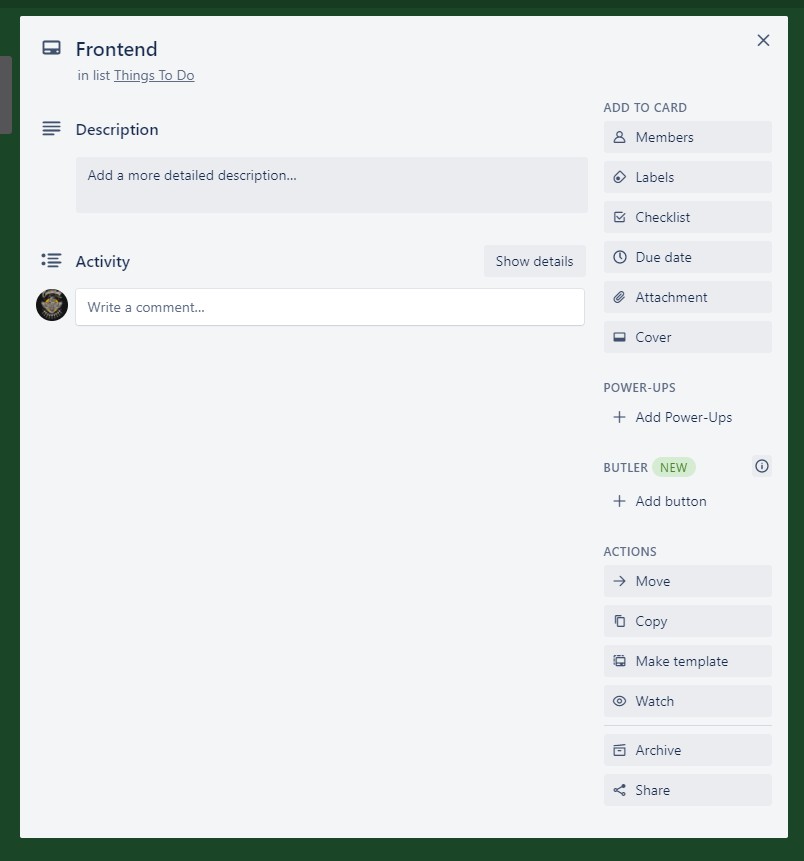 Frontend
in list Things To Do
Description
Add a more detailed description...
Activity
Show details
Write a comment...
ADD TO CARD
Members
Labels
Checklist
Due date
Attachment
Cover
POWER-UPS
Add Power-Ups
BUTLER NEW
Add button
ACTIONS
Move
Copy
Make template
Watch
Archive
Share